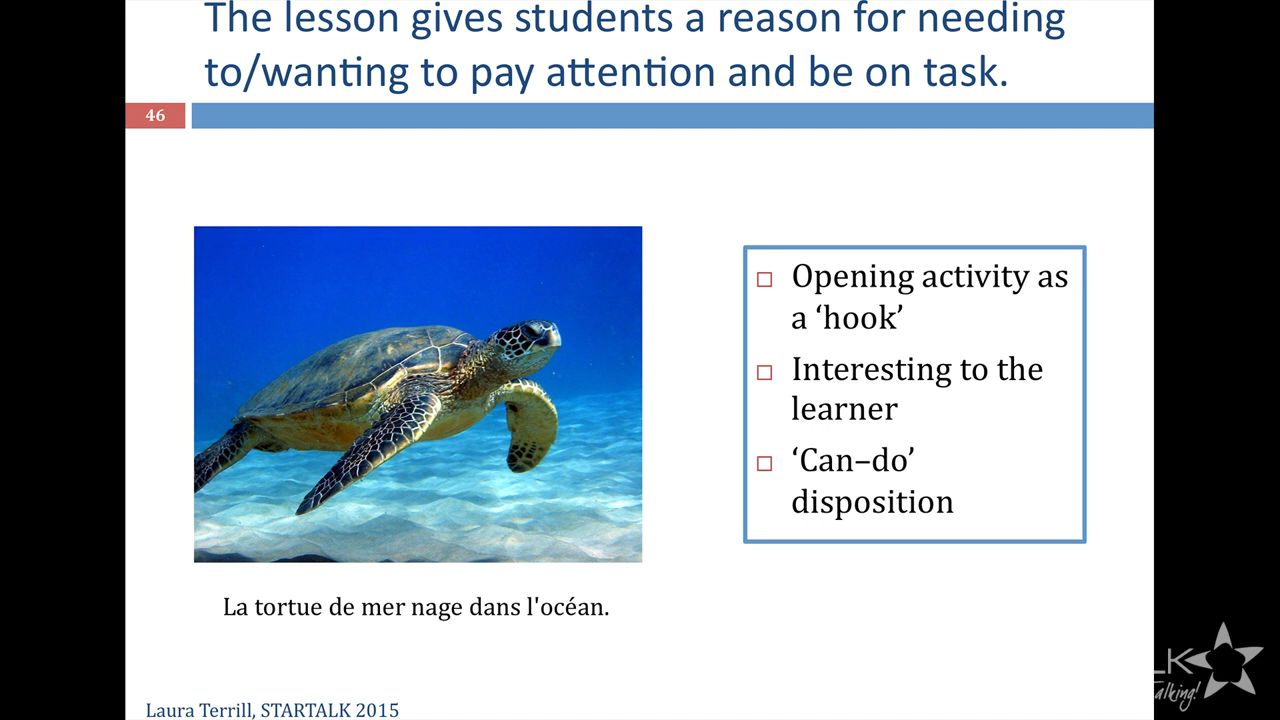 The lesson gives students a reason for needing
to/wanting to pay attention and be on task.
46
Opening activity as
a ‘hook’
Interesting to the
learner
‘Can–do’
disposition
La tortue de mer nage dans l'océan.
Laura Terrill, STARTALK 2015
LK
Talking!